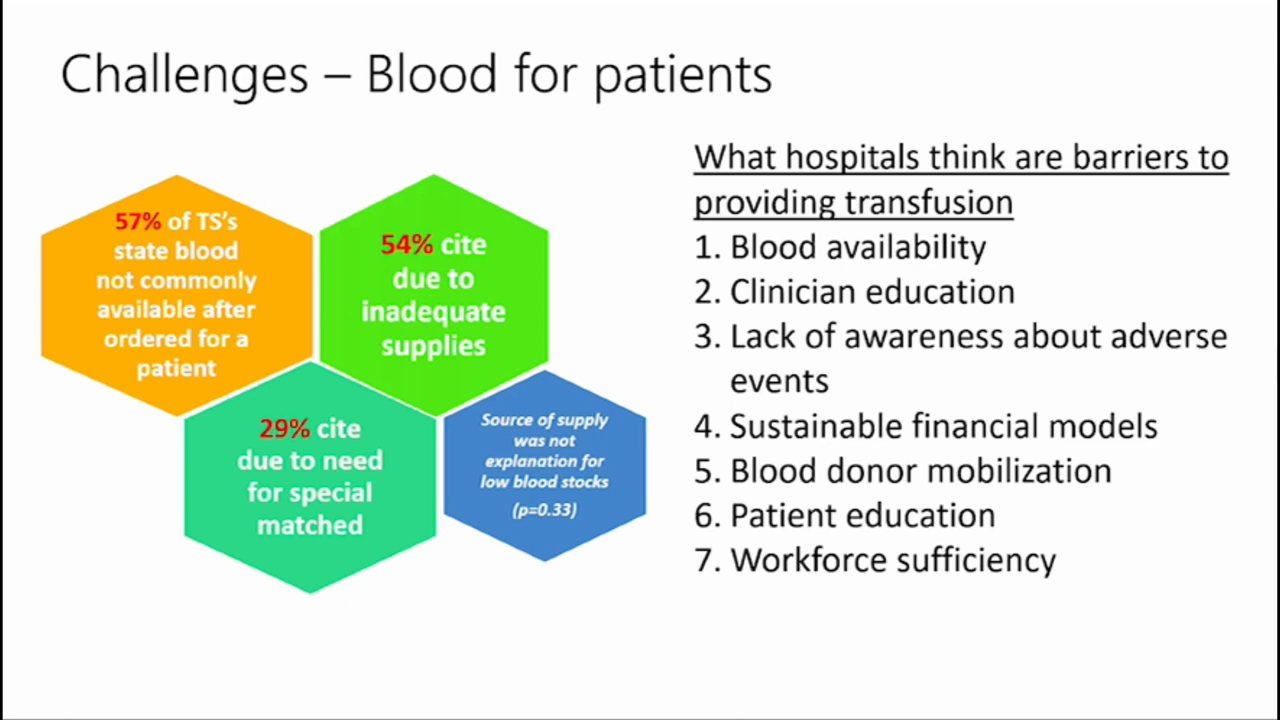 Challenges – Blood for patients
57% of TS's
state blood
not commonly
available after
ordered for a
patient
54% cite
due to
inadequate
supplies
29% cite
due to need
for special
matched
Source of supply
was not
explanation for
low blood stocks
(p=0.33)
What hospitals think are barriers to
providing transfusion
1. Blood availability
2. Clinician education
3. Lack of awareness about adverse
events
4. Sustainable financial models
5. Blood donor mobilization
6. Patient education
7. Workforce sufficiency